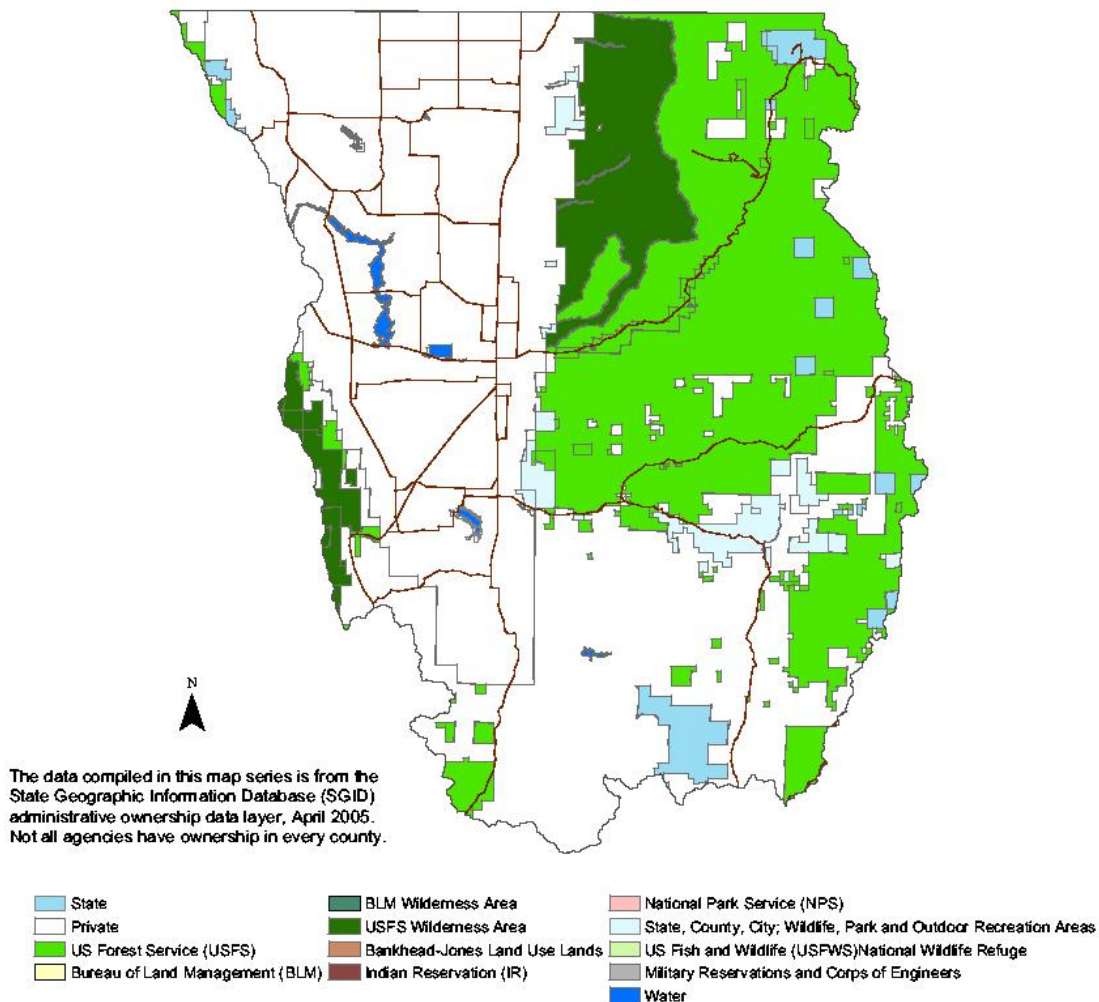 N
The data compiled in this map series is from the
State Geographic Information Database (SGID)
administrative ownership data layer, April 2005.
Not all agencies have ownership in every county.
State
Private
US Forest Service (USFS)
Bureau of Land Management (BLM)
BLM Wilderness Area
USFS Wilderness Area
Bankhead-Jones Land Use Lands
Indian Reservation (IR)
National Park Service (NPS)
State, County, City; Wildlife, Park and Outdoor Recreation Areas
US Fish and Wildlife (USFWS)National Wildlife Refuge
Military Reservations and Corps of Engineers
Water